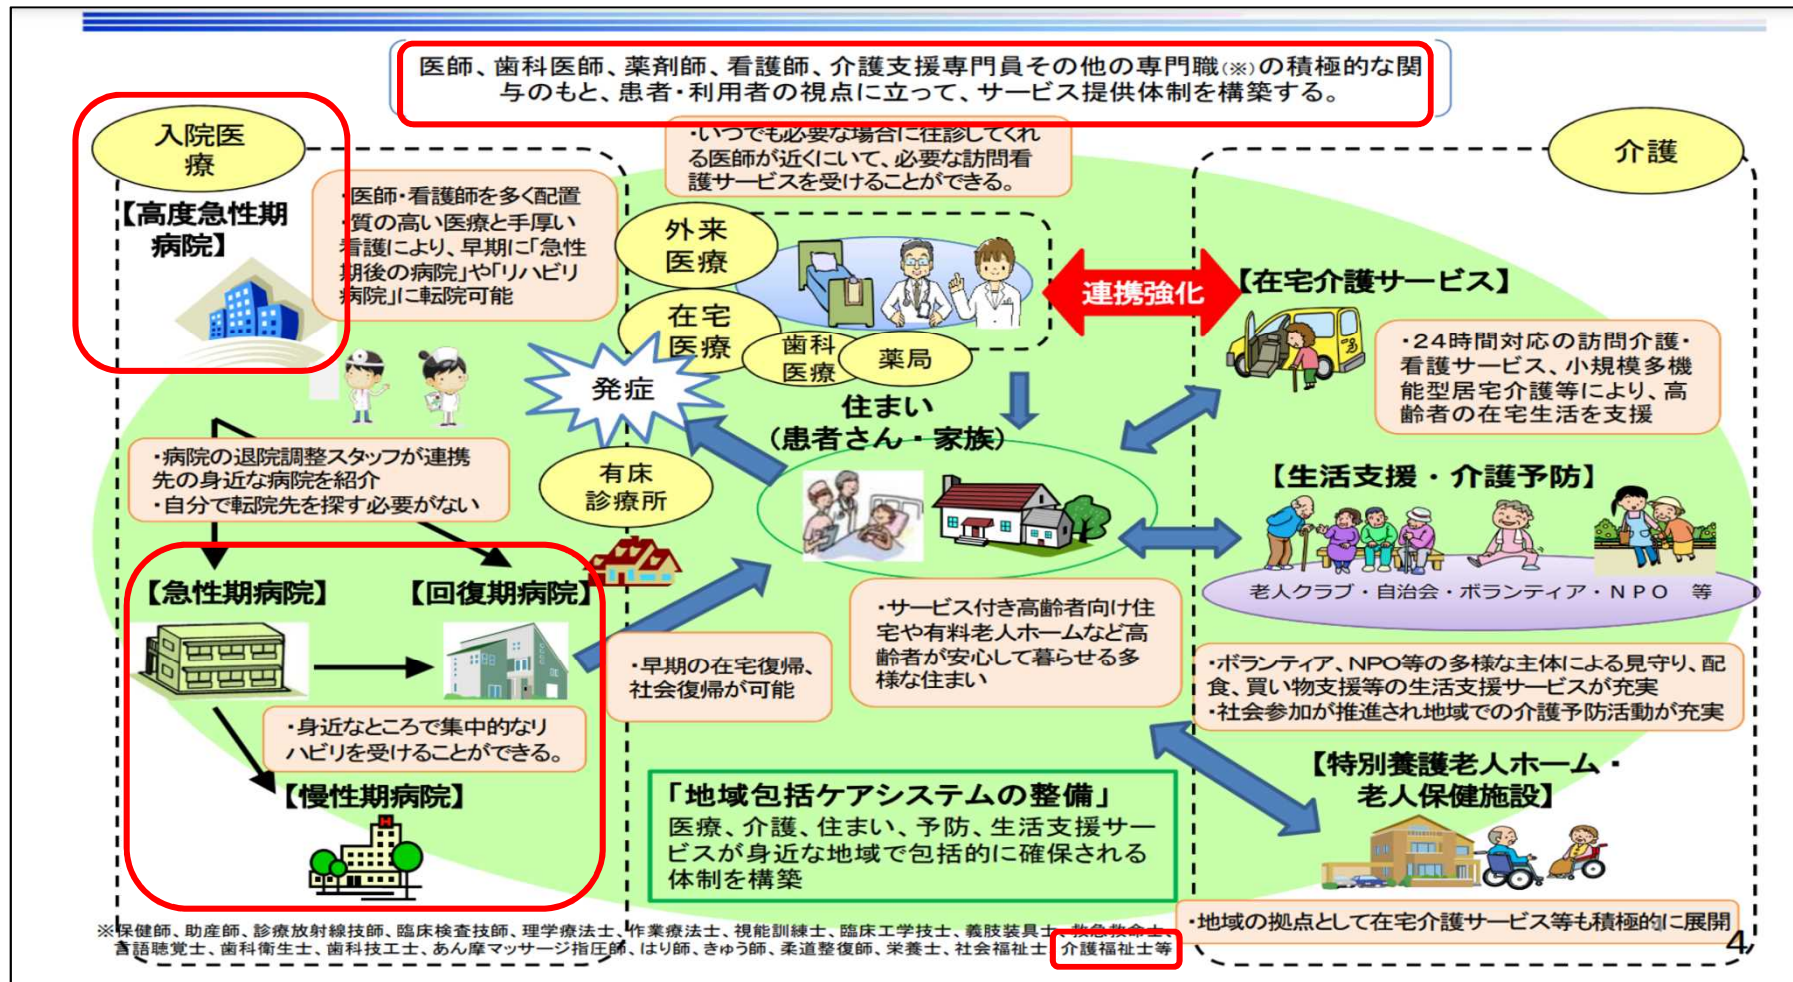 医師、歯科医師、薬剤師、看護師、介護支援専門員その他の専門職(※)の積極的な関
与のもと、患者・利用者の視点に立って、サービス提供体制を構築する。
入院医
療
【高度急性期
病院】
・医師・看護師を多く配置
・質の高い医療と手厚い
看護により、早期に「急性
期後の病院」や「リハビリ
病院」に転院可能
・いつでも必要な場合に往診してくれ
る医師が近くにいて、必要な訪問看
護サービスを受けることができる。
外来
医療
在宅
医療
歯科
医療
薬局
連携強化
介護
【在宅介護サービス】
・24時間対応の訪問介護・
看護サービス、小規模多機
能型居宅介護等により、高
齢者の在宅生活を支援
発症
住まい
(患者さん・家族)
・病院の退院調整スタッフが連携
先の身近な病院を紹介
・自分で転院先を探す必要がない
有床
診療所
【生活支援・介護予防】
老人クラブ・自治会・ボランティア・NPO 等
【急性期病院】
【回復期病院】
・早期の在宅復帰、
社会復帰が可能
・サービス付き高齢者向け住
宅や有料老人ホームなど高
齢者が安心して暮らせる多
様な住まい
・ボランティア、NPO等の多様な主体による見守り、配
食、買い物支援等の生活支援サービスが充実
・社会参加が推進され地域での介護予防活動が充実
・身近なところで集中的なリ
ハビリを受けることができる。
【慢性期病院】
「地域包括ケアシステムの整備」
医療、介護、住まい、予防、生活支援サー
ビスが身近な地域で包括的に確保される
体制を構築
【特別養護老人ホーム・
老人保健施設】
・地域の拠点として在宅介護サービス等も積極的に展開
※保健師、助産師、診療放射線技師、臨床検査技師、理学療法士、作業療法士、視能訓練士、臨床工学技士、義肢装具士、救急救命士、
言語聴覚士、歯科衛生士、歯科技工士、あん摩マッサージ指圧師、はり師、きゅう師、柔道整復師、栄養士、社会福祉士、介護福祉士等
4